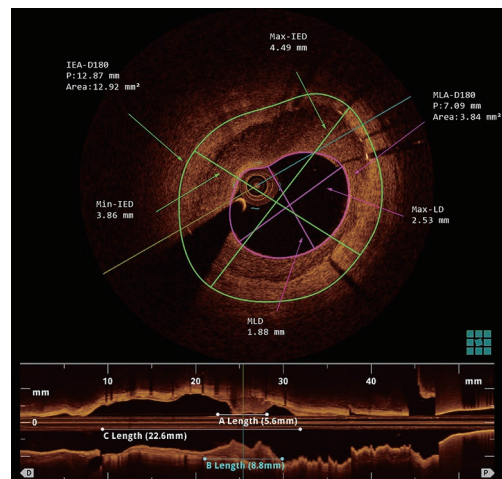 Max-IED
4.49 mm
IEA-D180
P:12.87 mm
Area:12.92 mm²
MLA-D180
P:7.09 mm
Area:3.84 mm²
Min-IED
3.86 mm
Max-LD
2.53 mm
MLD
1.88 mm
mm 10 20 30 40 mm
0
A Length (5.6mm)
C Length (22.6mm)
B Length (8.8mm)
D P